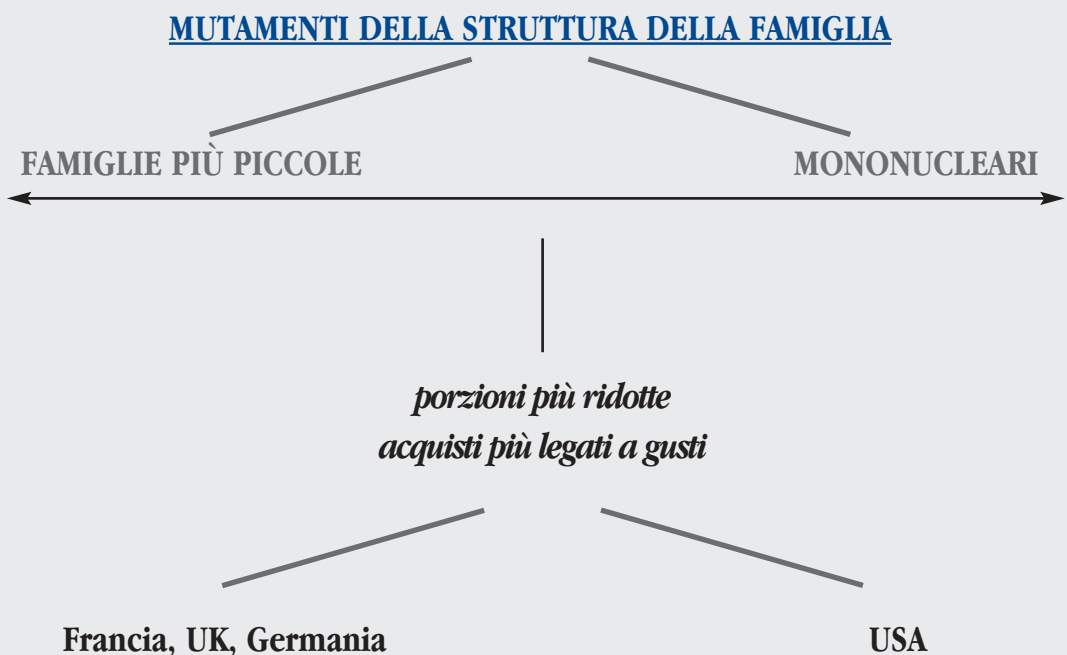 MUTAMENTI DELLA STRUTTURA DELLA FAMIGLIA
FAMIGLIE PIÙ PICCOLE
MONONUCLEARI
porzioni più ridotte
acquisti più legati a gusti
Francia, UK, Germania
USA